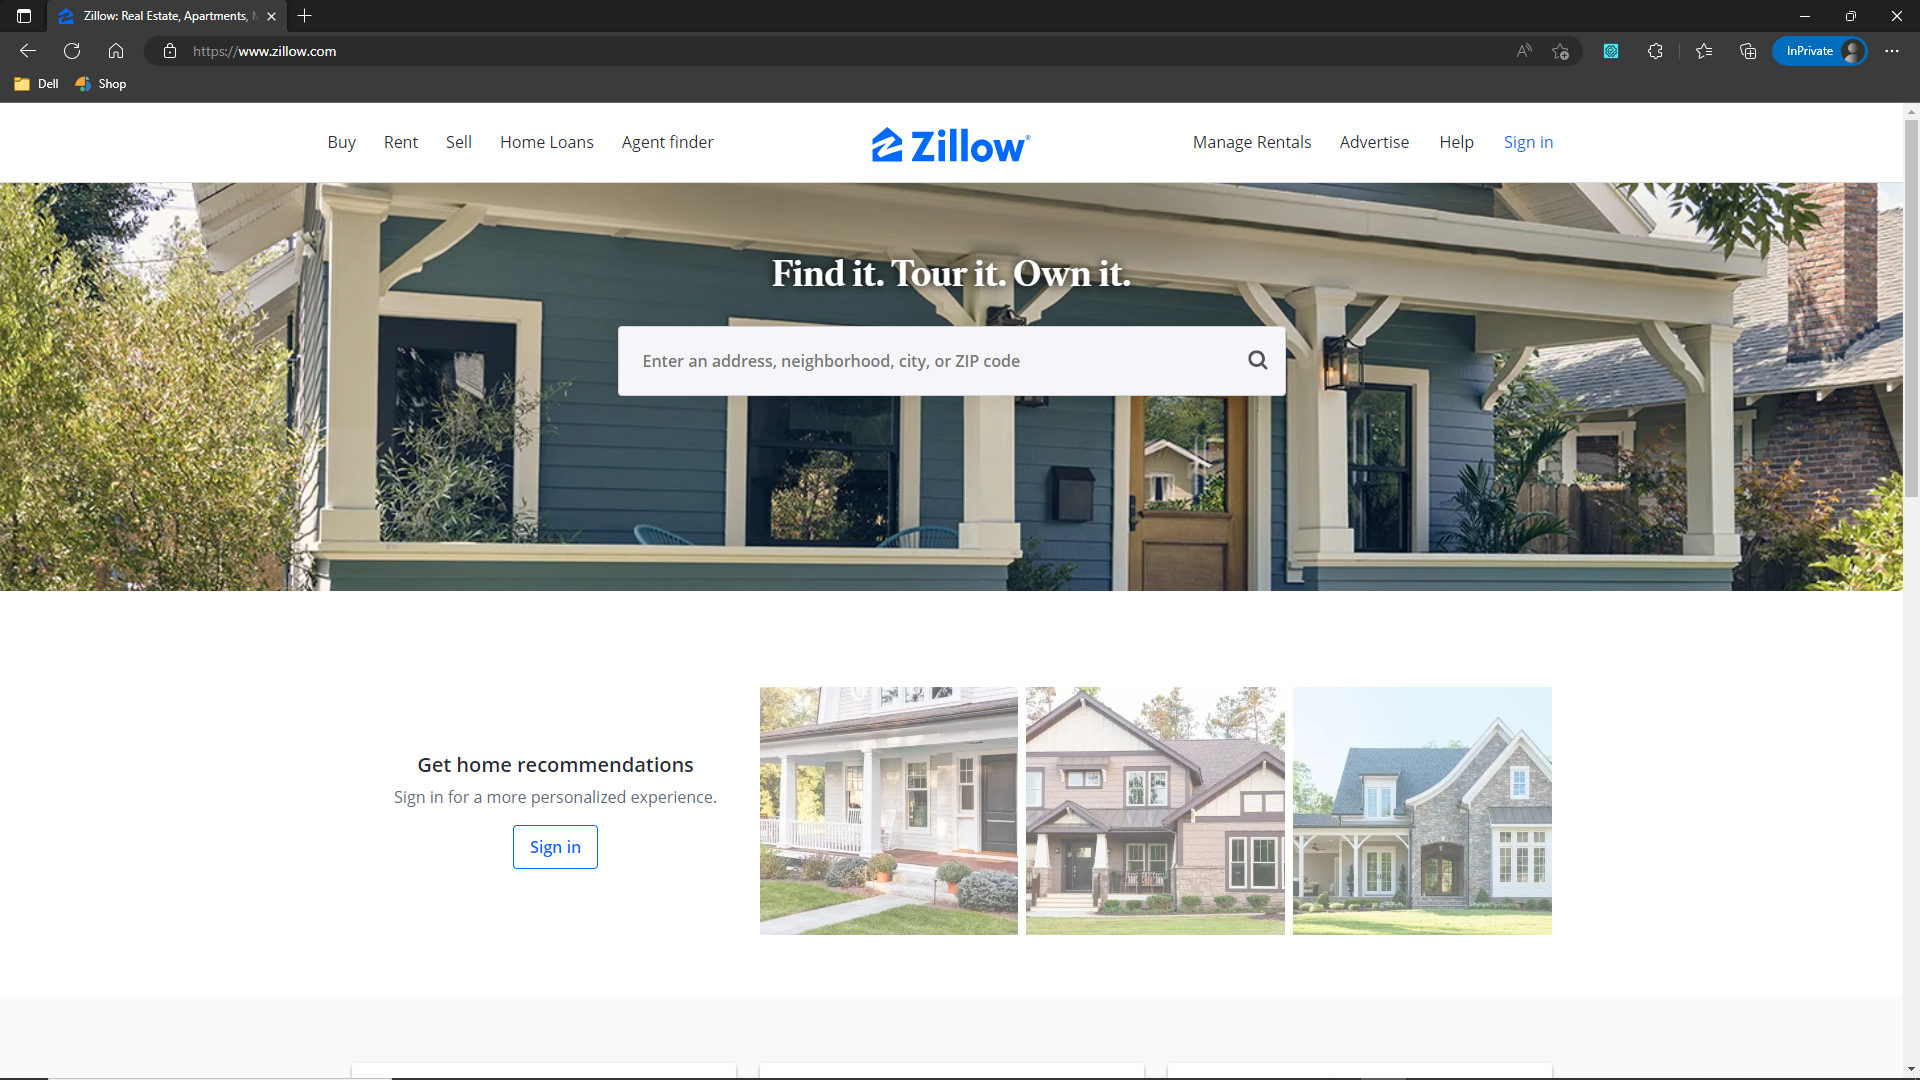 Zillow: Real Estate, Apartments,
https://www.zillow.com
InPrivate
Dell
Shop
Buy
Rent
Sell
Home Loans
Agent finder
Zillow
Manage Rentals
Advertise
Help
Sign in
Find it. Tour it. Own it.
Enter an address, neighborhood, city, or ZIP code
Get home recommendations
Sign in for a more personalized experience.
Sign in